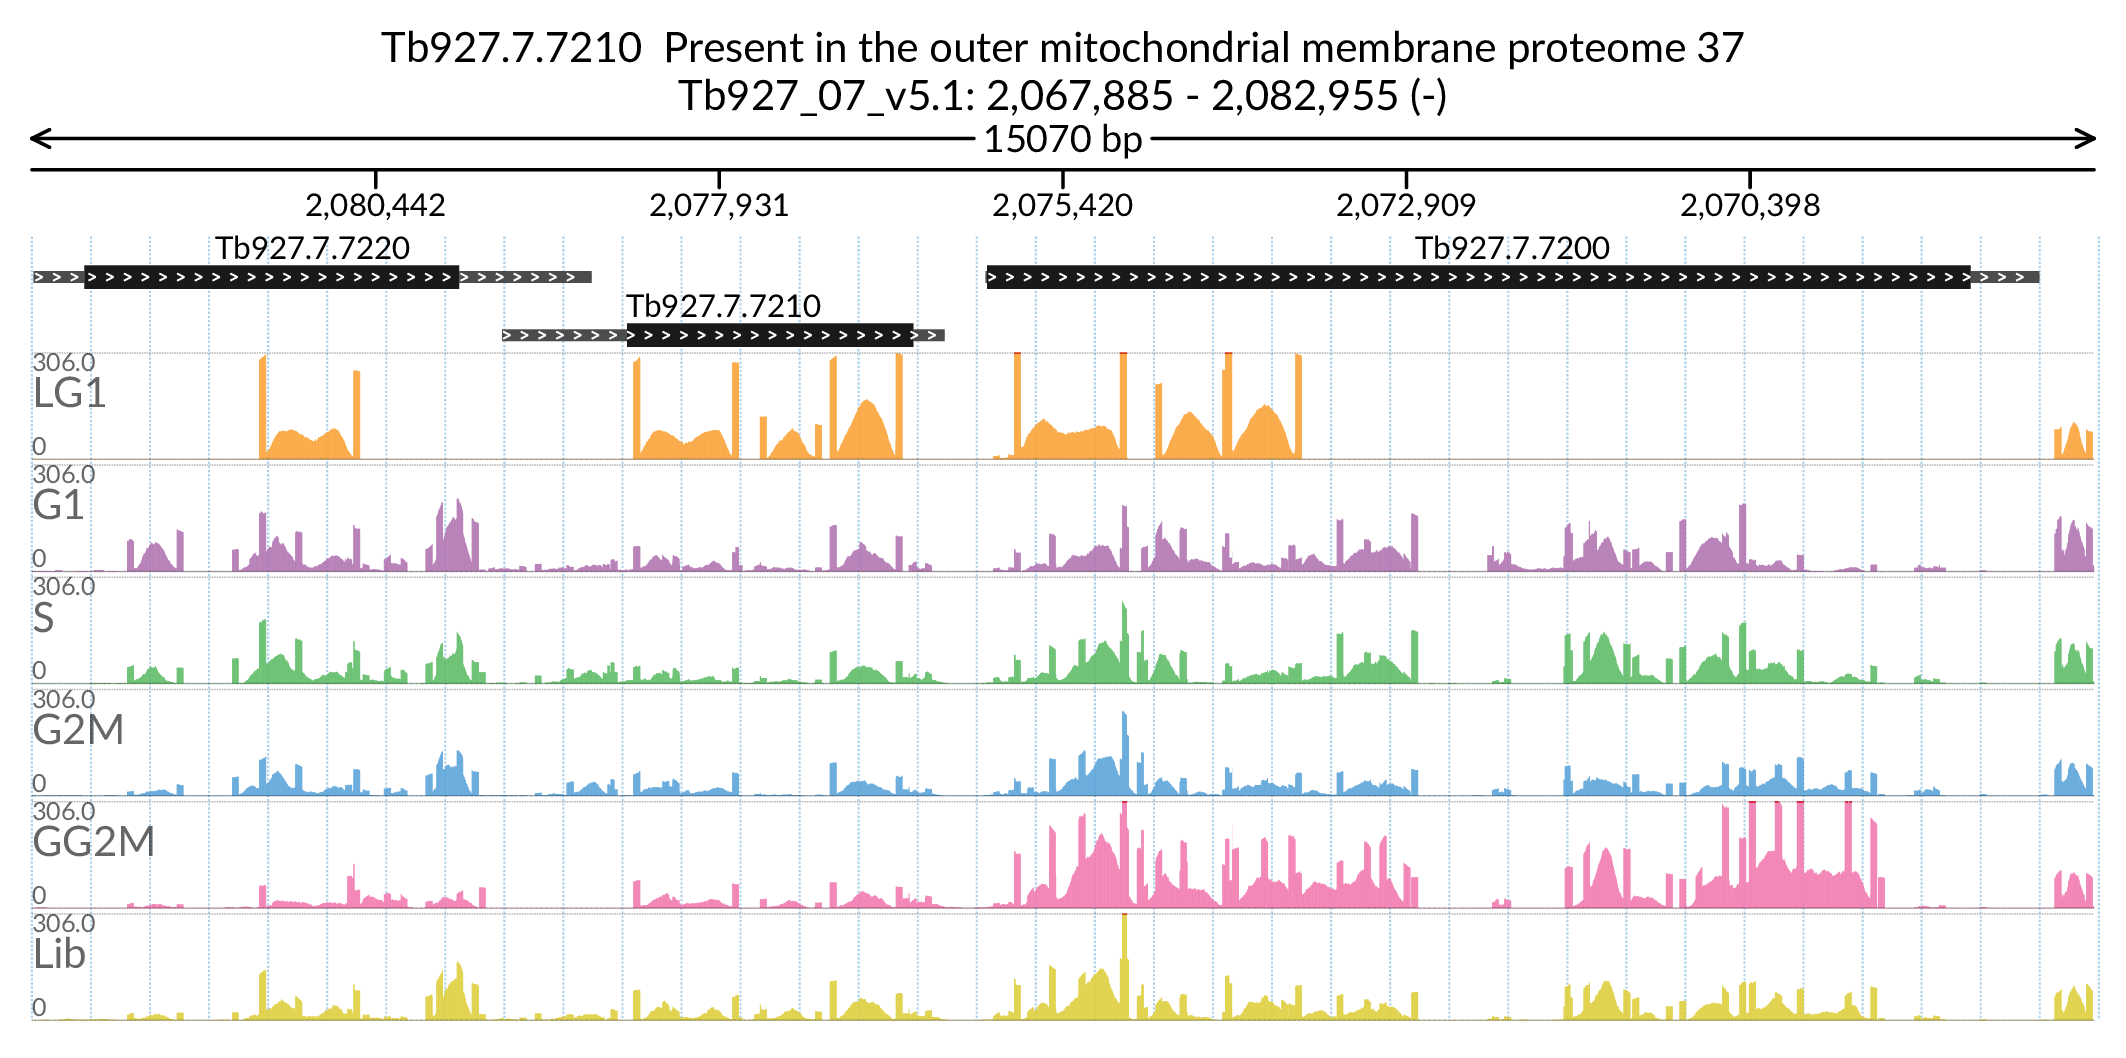 Tb927.7.7210 Present in the outer mitochondrial membrane proteome 37
Tb927_07_v5.1: 2,067,885 - 2,082,955 (-)
15070 bp
2,080,442 2,077,931 2,075,420 2,072,909 2,070,398
Tb927.7.7220 Tb927.7.7200
Tb927.7.7210
306.0
LG1
0
306.0
G1
0
306.0
S
0
306.0
G2M
0
306.0
GG2M
0
306.0
Lib
0